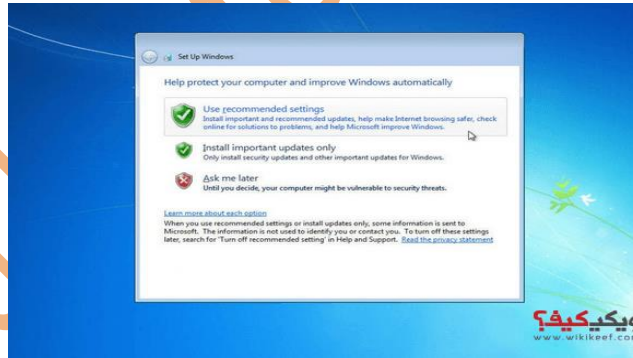 Set Up Windows
Help protect your computer and improve Windows automatically
Use recommended settings
Install important and recommended updates, help make Internet browsing safer, check
online for solutions to problems, and help Microsoft improve Windows.
Install important updates only
Only install security updates and other important updates for Windows.
Ask me later
Until you decide, your computer might be vulnerable to security threats.
Learn more about each option
When you use recommended settings or install updates only, some information is sent to
Microsoft. The information is not used to identify you or contact you. To turn off these settings
later, search for 'Turn off recommended setting' in Help and Support. Read the privacy statement
ويكيكيف؟
www.wikikeef.com